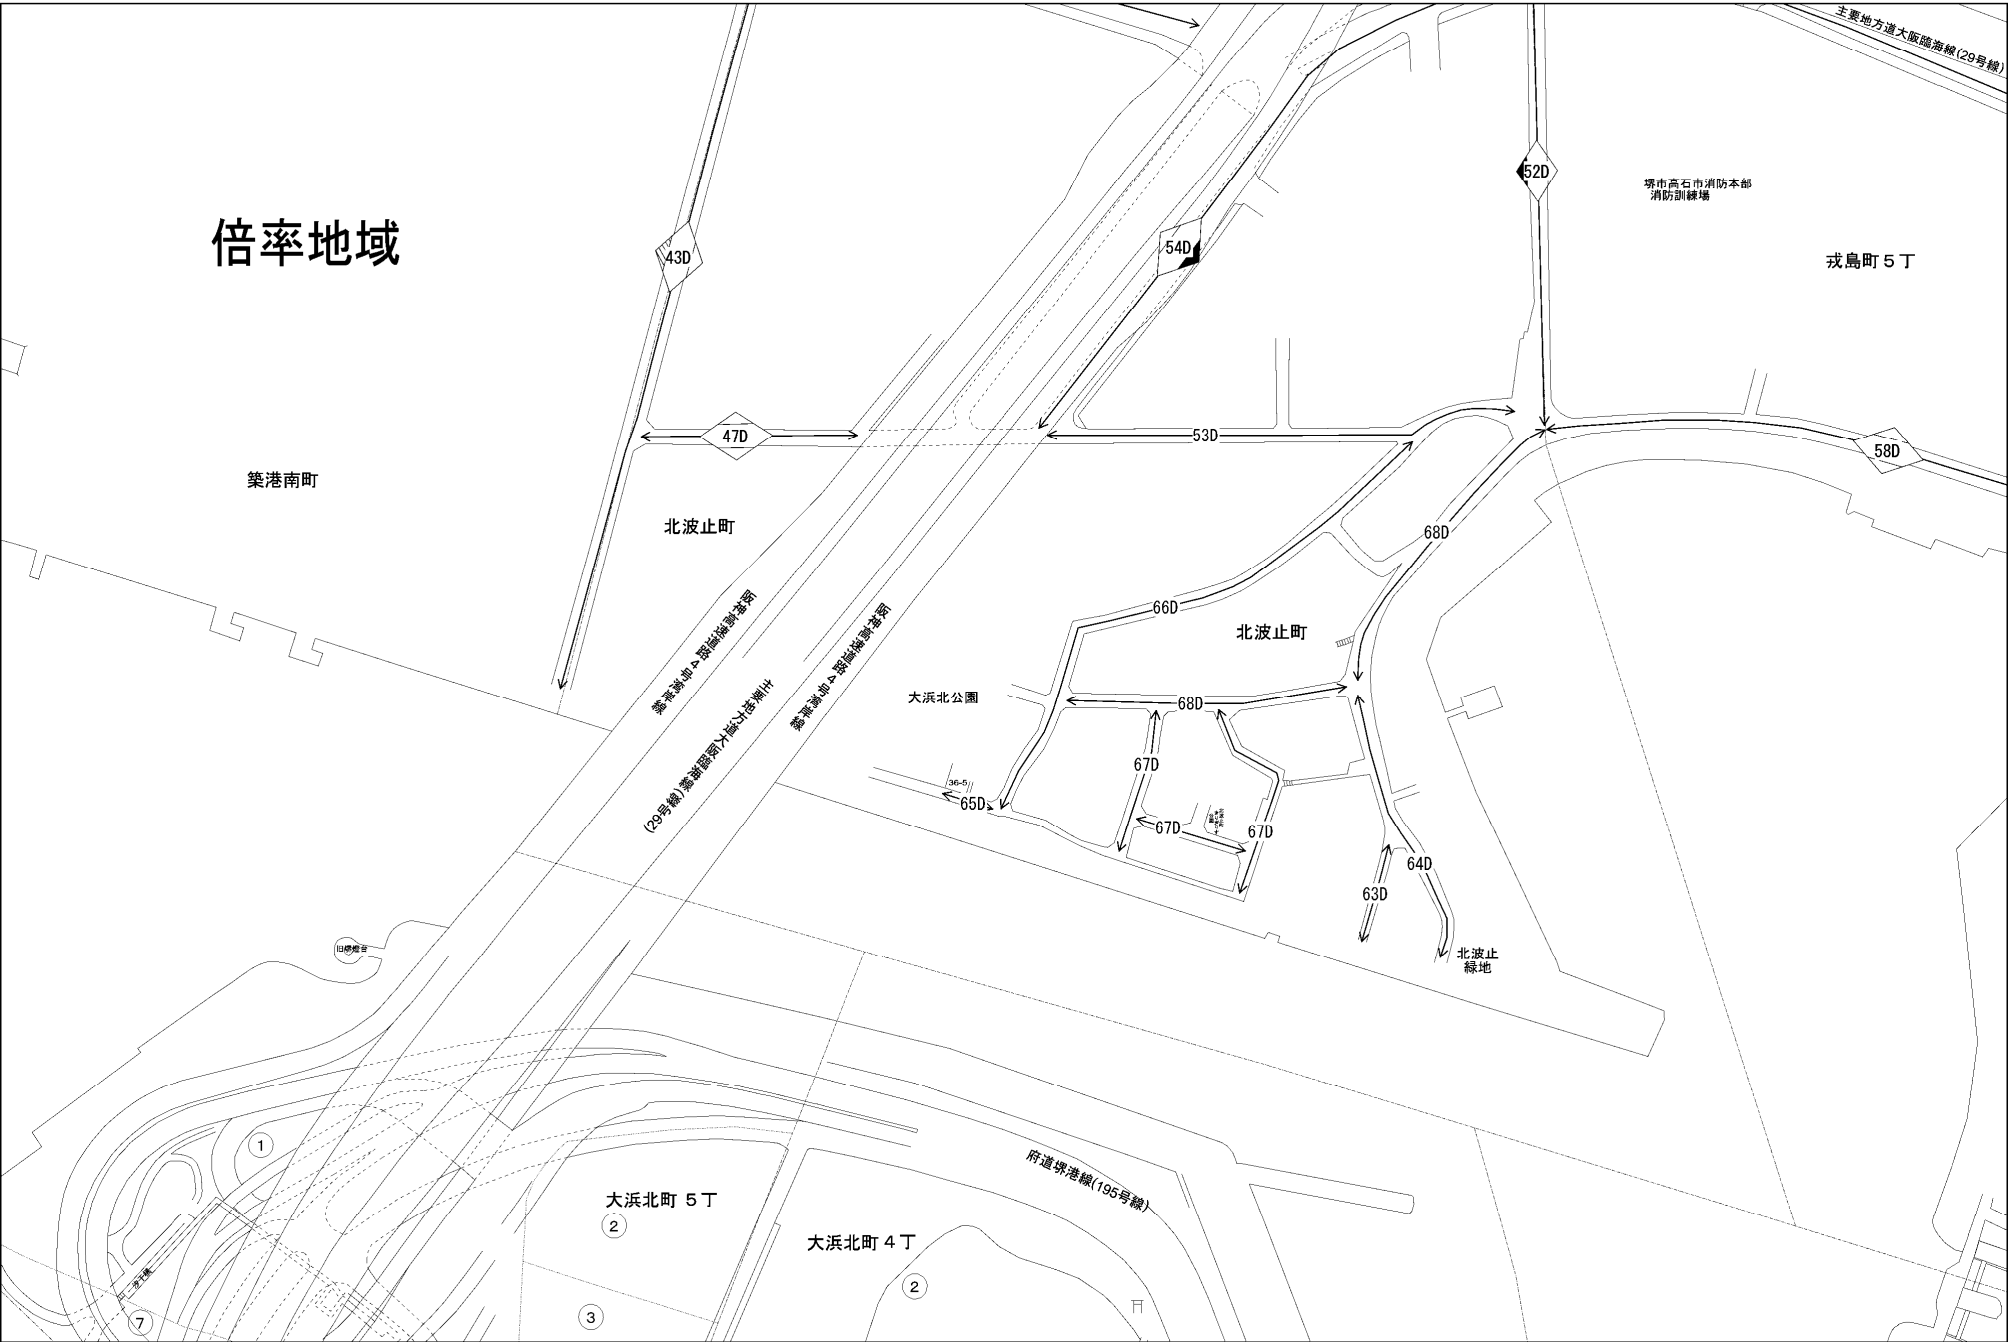 主要地方道大阪臨海線(29号線)
52D
堺市高石市消防本部
消防訓練場
倍率地域
43D
54D
戎島町5丁
47D
53D
58D
築港南町
北波止町
68D
阪神高速道路4号湾岸線
阪神高速道路4号湾岸線
66D
北波止町
主要地方道大阪臨海線
(29号線)
大浜北公園
68D
67D
36-5
65D
67D
67D
64D
63D
北波止
緑地
旧堺燈台
①
府道堺港線(195号線)
大浜北町 5丁
②
大浜北町 4丁
②
③
⑦